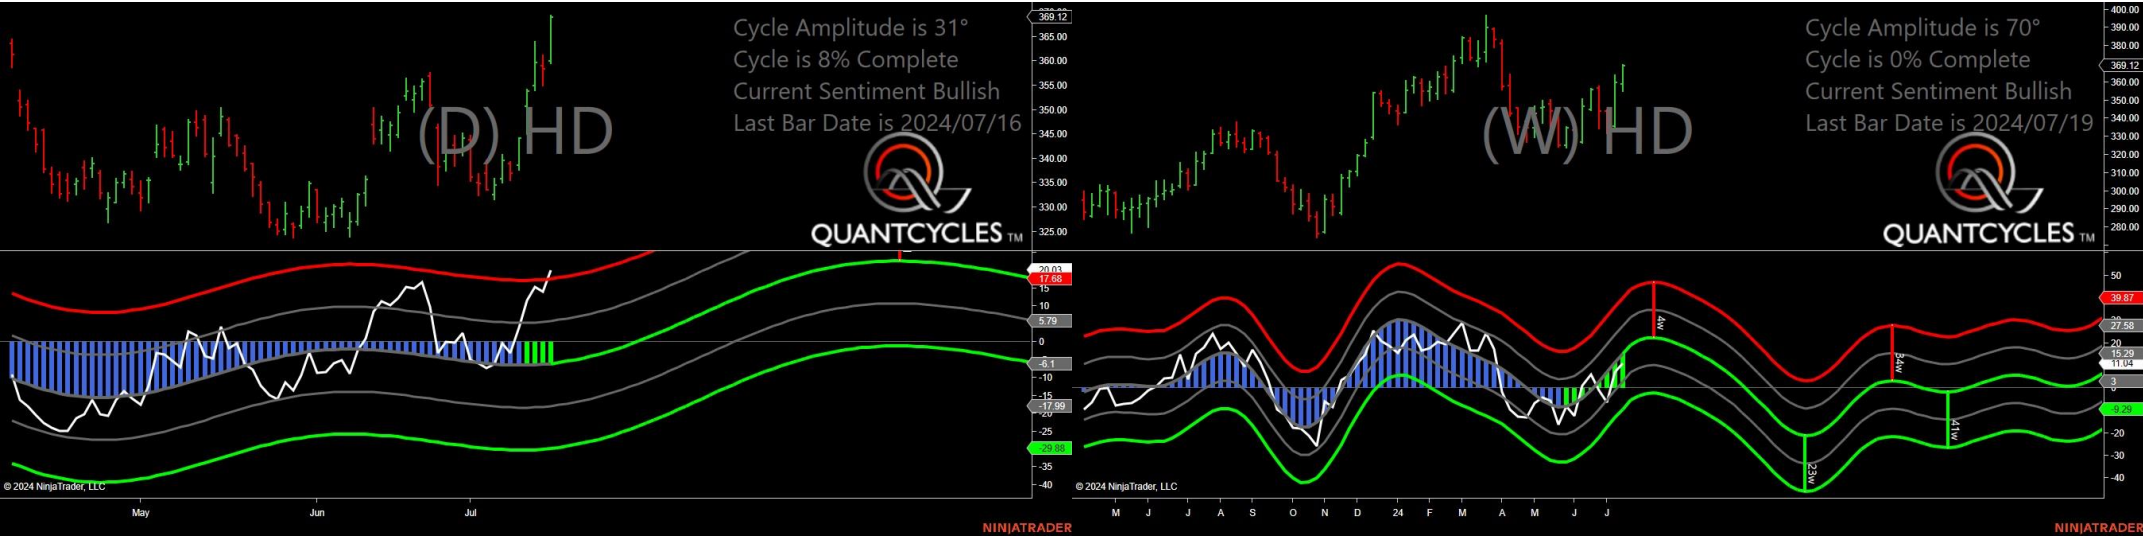 Cycle Amplitude is 31°
Cycle is 8% Complete
Current Sentiment Bullish
Last Bar Date is 2024/07/16
(D) HD
QUANTCYCLES TM
369.12
365.00
360.00
355.00
350.00
345.00
340.00
335.00
330.00
325.00
20.03
17.68
15
10
5.79
0
-6.1
-10
-15
-17.99
-20
-25
-29.88
-35
-40
© 2024 NinjaTrader, LLC
May Jun Jul
NINJATRADER
Cycle Amplitude is 70°
Cycle is 0% Complete
Current Sentiment Bullish
Last Bar Date is 2024/07/19
(W) HD
QUANTCYCLES TM
400.00
390.00
380.00
369.12
360.00
350.00
340.00
330.00
320.00
310.00
300.00
290.00
280.00
50
39.87
27.58
20
15.29
11.04
3
-9.29
-20
-30
-40
4w
34w
23w
41w
© 2024 NinjaTrader, LLC
M J J A S O N D 24 F M A M J J
NINJATRADER